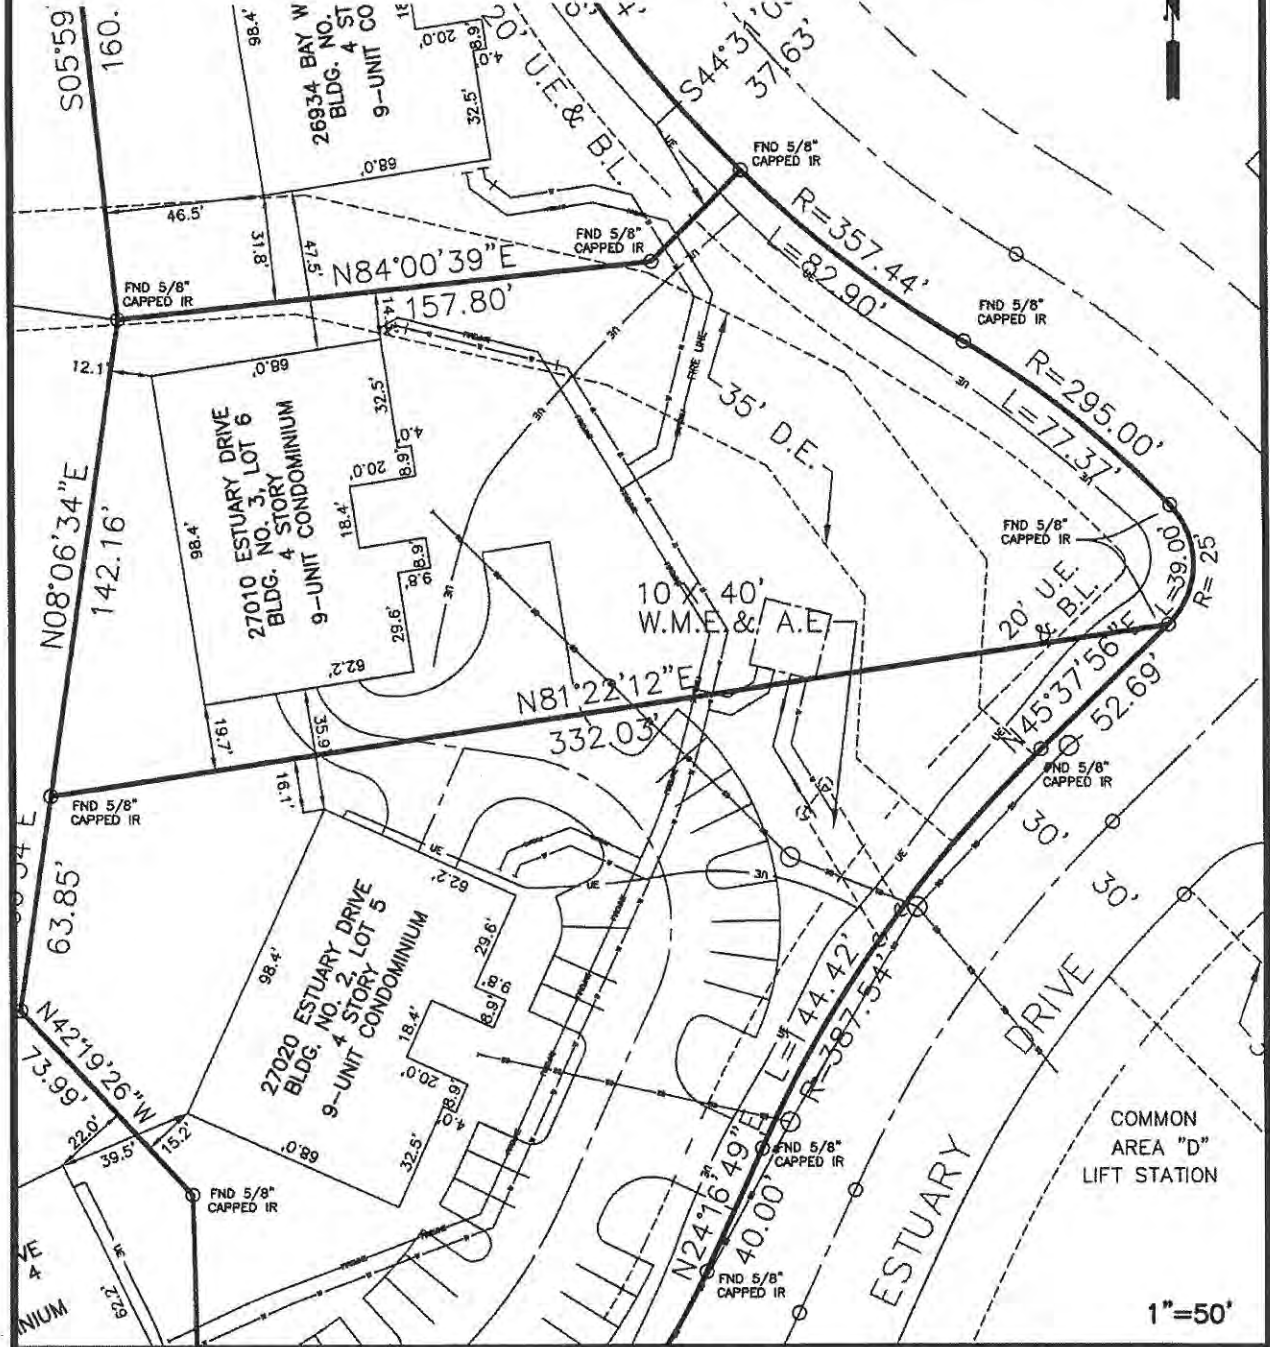 S05°59
160.
98.4'
26934 BAY W
BLDG. NO.
4 ST
9-UNIT CO
18
20.0'
8.9'
4.0'
32.5'
68.0'
20' U.E.& B.L.
S44°31'0
37.63'
N
FND 5/8"
CAPPED IR
46.5'
31.8'
47.5'
FND 5/8"
CAPPED IR
N84°00'39"E
157.80'
FND 5/8"
CAPPED IR
R=357.44'
L=82.90'
FND 5/8"
CAPPED IR
R=295.00'
L=77.37'
12.1'
68.0'
32.5'
4.0'
8.9'
20.0'
18.4'
8.9'
9.8'
29.6'
62.2'
98.4'
27010 ESTUARY DRIVE
BLDG. NO. 3, LOT 6
4 STORY
9-UNIT CONDOMINIUM
N08°06'34"E
142.16'
FIRE LINE
35' D.E.
FND 5/8"
CAPPED IR
L=39.00'
R= 25'
10 X 40'
W.M.E.& A.E.
20' U.E.
& B.L.
N81°22'12"E
332.03'
N45°37'56"E
52.69'
FND 5/8"
CAPPED IR
19.7'
35.9'
16.1'
FND 5/8"
CAPPED IR
63.85'
30'
30'
62.2'
29.6'
9.8'
8.9'
18.4'
20.0'
8.9'
4.0'
32.5'
68.0'
98.4'
27020 ESTUARY DRIVE
BLDG. NO. 2, LOT 5
4 STORY
9-UNIT CONDOMINIUM
N42°19'26"W
73.99'
22.0'
39.5'
15.2'
FND 5/8"
CAPPED IR
L=144.42'
R=387.54'
FND 5/8"
CAPPED IR
N24°16'49"E
40.00'
FND 5/8"
CAPPED IR
ESTUARY DRIVE
COMMON
AREA "D"
LIFT STATION
VE
4
INIUM
62.2'
UE
1"=50'